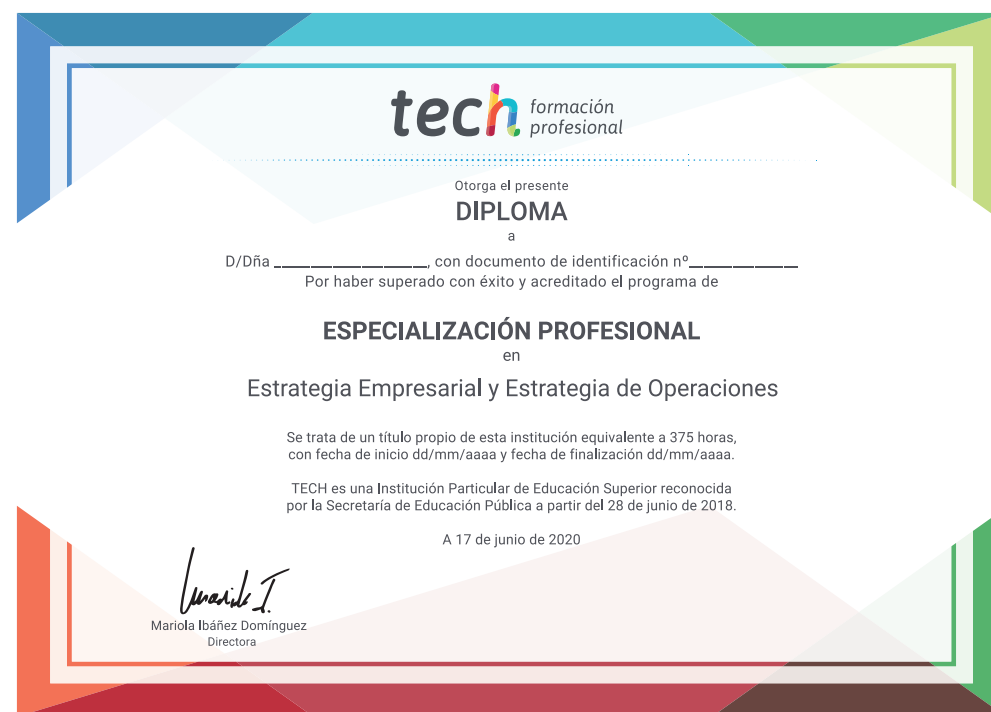 tech formación
profesional
Otorga el presente
DIPLOMA
a
D/Dña ______________, con documento de identificación nº__________
Por haber superado con éxito y acreditado el programa de
ESPECIALIZACIÓN PROFESIONAL
en
Estrategia Empresarial y Estrategia de Operaciones
Se trata de un título propio de esta institución equivalente a 375 horas,
con fecha de inicio dd/mm/aaaa y fecha de finalización dd/mm/aaaa.
TECH es una Institución Particular de Educación Superior reconocida
por la Secretaría de Educación Pública a partir del 28 de junio de 2018.
A 17 de junio de 2020
Mariola I.
Mariola Ibáñez Domínguez
Directora